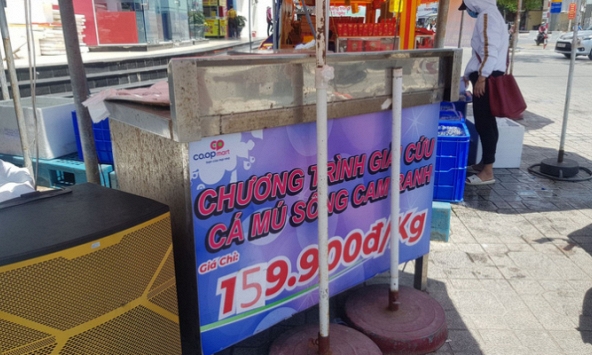 co.opmart
CHƯƠNG TRÌNH GIẢI CỨU
CÁ MÚ SỐNG CAM RANH
Giá Chỉ:
159.900đ/Kg